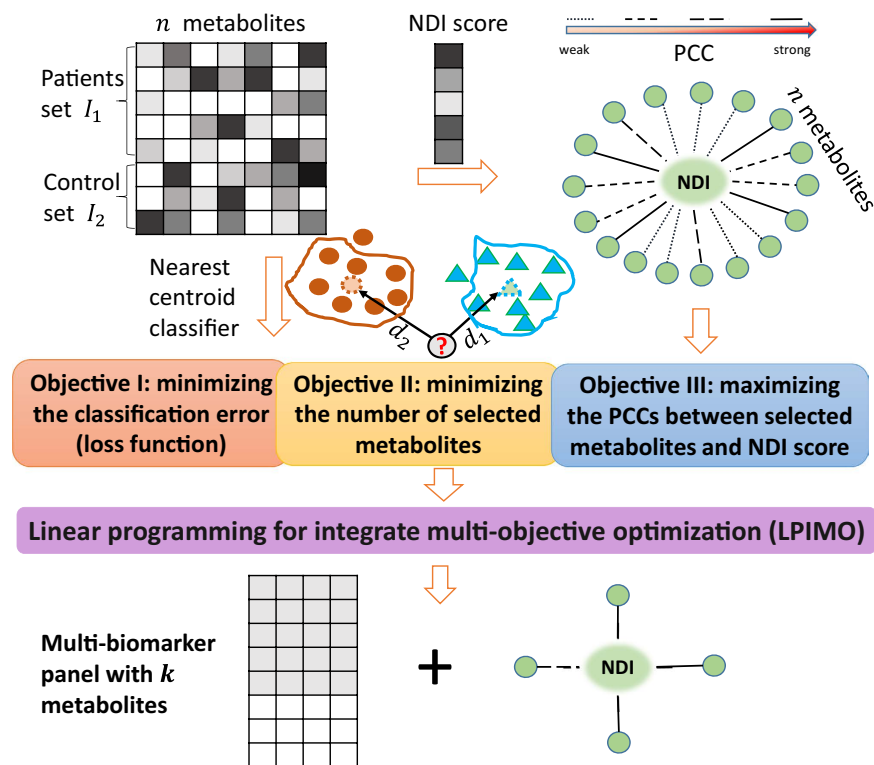 n metabolites
NDI score
weak
strong
PCC
Patients
set I₁
Control
set I₂
n metabolites
NDI
Nearest
centroid
classifier
d₂
d₁
?
Objective I: minimizing
the classification error
(loss function)
Objective II: minimizing
the number of selected
metabolites
Objective III: maximizing
the PCCs between selected
metabolites and NDI score
Linear programming for integrate multi-objective optimization (LPIMO)
Multi-biomarker
panel with k
metabolites
+
NDI